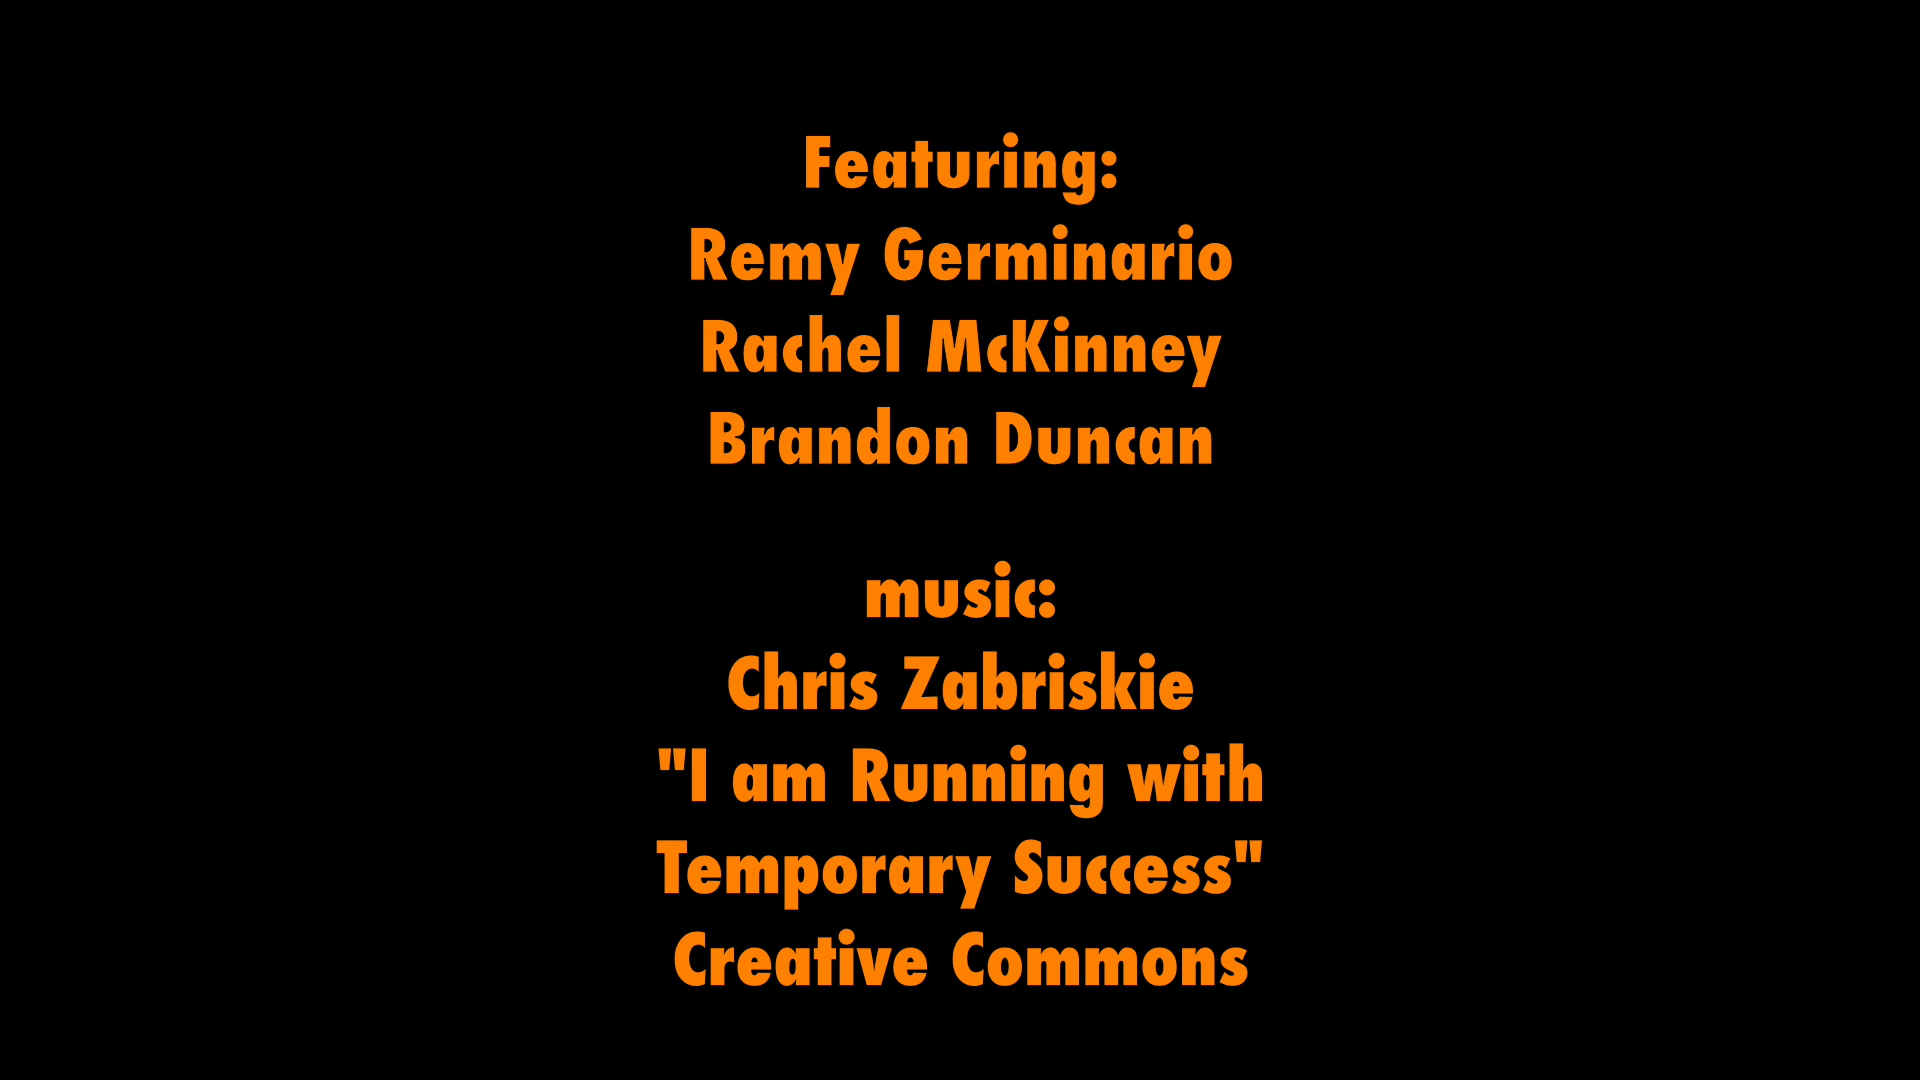 Featuring:
Remy Germinario
Rachel McKinney
Brandon Duncan
music:
Chris Zabriskie
"I am Running with
Temporary Success"
Creative Commons